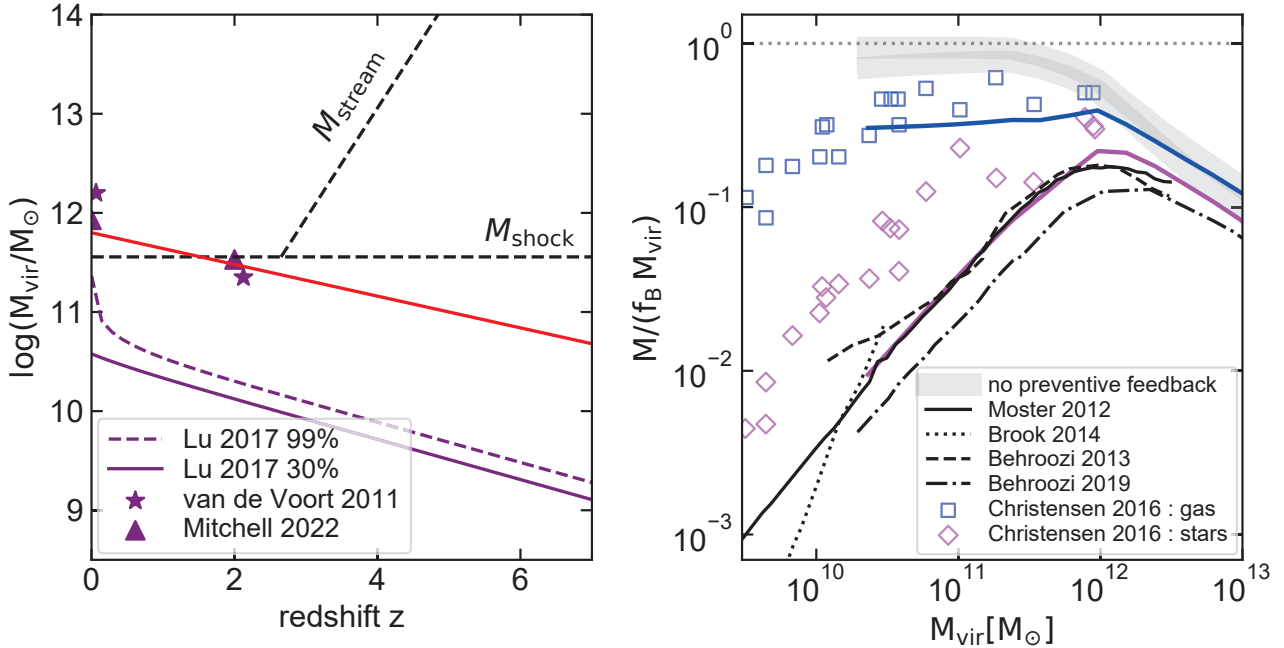 14
13
12
11
10
9
0
2
4
6
log(M_vir/M_⊙)
redshift z
M_stream
M_shock
Lu 2017 99%
Lu 2017 30%
van de Voort 2011
Mitchell 2022
10^0
10^−1
10^−2
10^−3
10^10
10^11
10^12
10^13
M/(f_B M_vir)
M_vir[M_⊙]
no preventive feedback
Moster 2012
Brook 2014
Behroozi 2013
Behroozi 2019
Christensen 2016 : gas
Christensen 2016 : stars